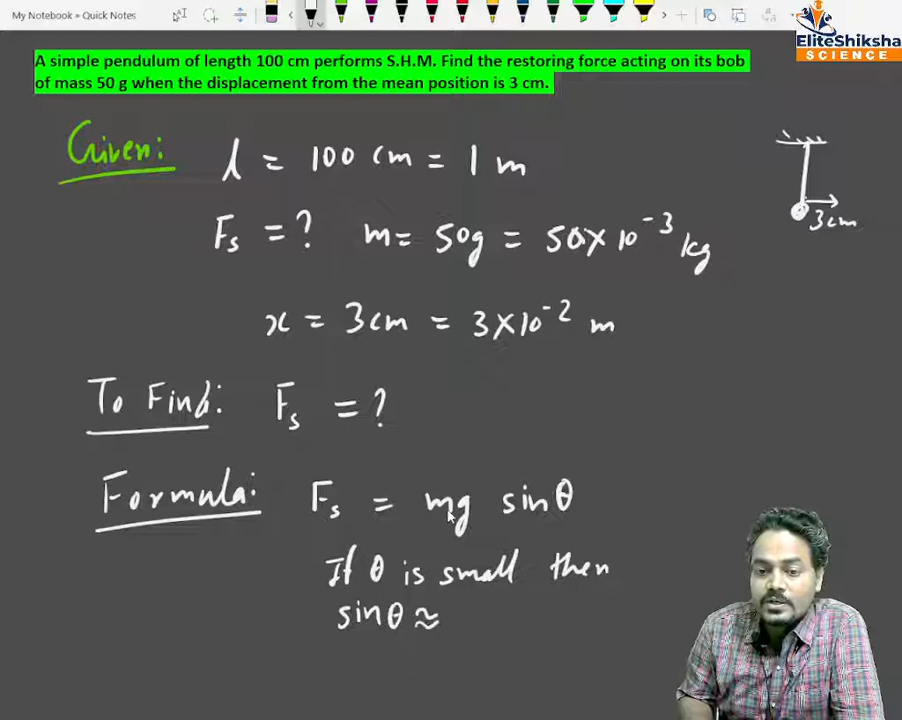 My Notebook » Quick Notes
EliteShiksha
SCIENCE
A simple pendulum of length 100 cm performs S.H.M. Find the restoring force acting on its bob
of mass 50 g when the displacement from the mean position is 3 cm.
Given: l = 100 cm = 1 m
Fs = ? m = 50g = 50×10⁻³ kg
3cm
x = 3cm = 3×10⁻² m
To Find: Fs = ?
Formula: Fs = mg sinθ
If θ is small then
sinθ ≈